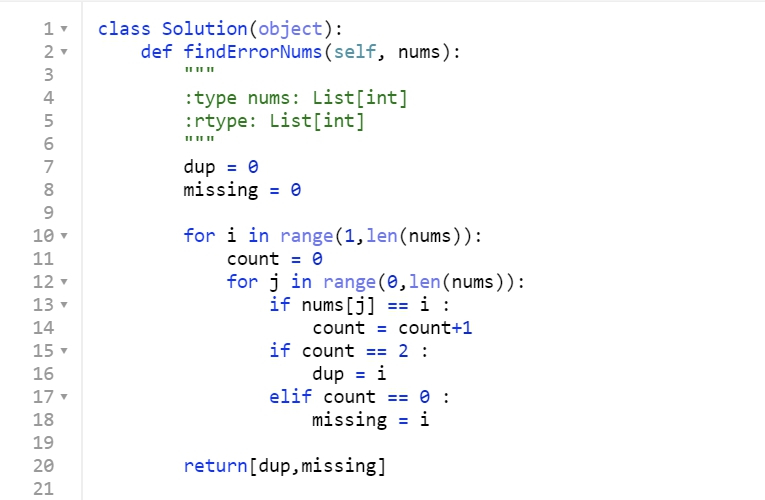 1 class Solution(object):
2     def findErrorNums(self, nums):
3         """
4         :type nums: List[int]
5         :rtype: List[int]
6         """
7         dup = 0
8         missing = 0
9
10         for i in range(1,len(nums)):
11             count = 0
12             for j in range(0,len(nums)):
13                 if nums[j] == i :
14                     count = count+1
15                 if count == 2 :
16                     dup = i
17                 elif count == 0 :
18                     missing = i
19
20         return[dup,missing]
21